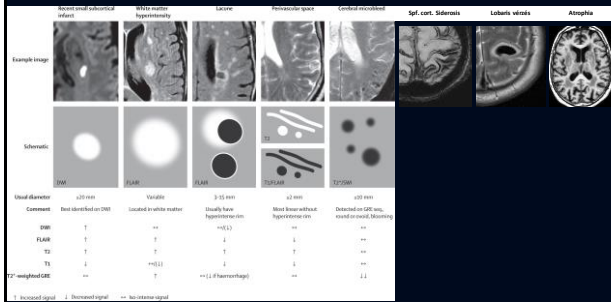 Recent small subcortical infarct White matter hyperintensity Lacune Perivascular space Cerebral microbleed Spf. cort. Siderosis Lobaris vérzés Atrophia
Example image
Schematic
DWI FLAIR FLAIR T2 T1/FLAIR T2*/SWI
Usual diameter ≤20 mm Variable 3–15 mm ≤2 mm ≤10 mm
Comment Best identified on DWI Located in white matter Usually have hyperintense rim Most linear without hyperintense rim Detected on GRE seq., round or ovoid, blooming
DWI ↑ ↔ ↔/(↓) ↔ ↔
FLAIR ↑ ↑ ↓ ↓ ↔
T2 ↑ ↑ ↑ ↑ ↔
T1 ↓ ↔/(↓) ↓ ↓ ↔
T2*-weighted GRE ↔ ↑ ↔ (↓ if haemorrhage) ↔ ↓↓
↑ Increased signal ↓ Decreased signal ↔ Iso-intense signal